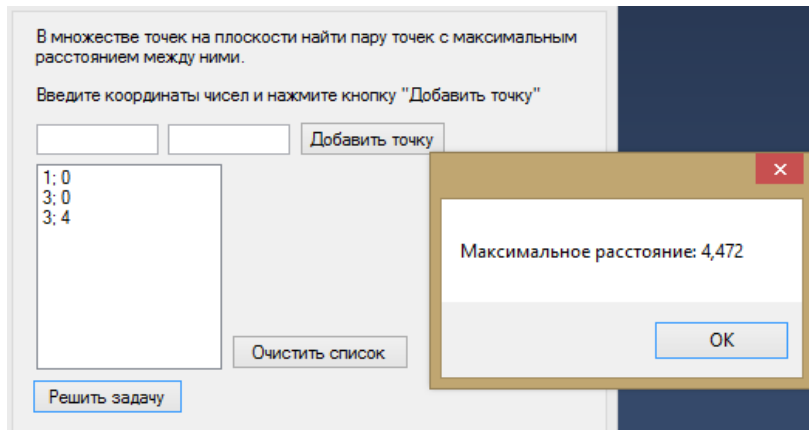 В множестве точек на плоскости найти пару точек с максимальным
расстоянием между ними.
Введите координаты чисел и нажмите кнопку "Добавить точку"
Добавить точку
1; 0
3; 0
3; 4
Максимальное расстояние: 4,472
OK
Очистить список
Решить задачу